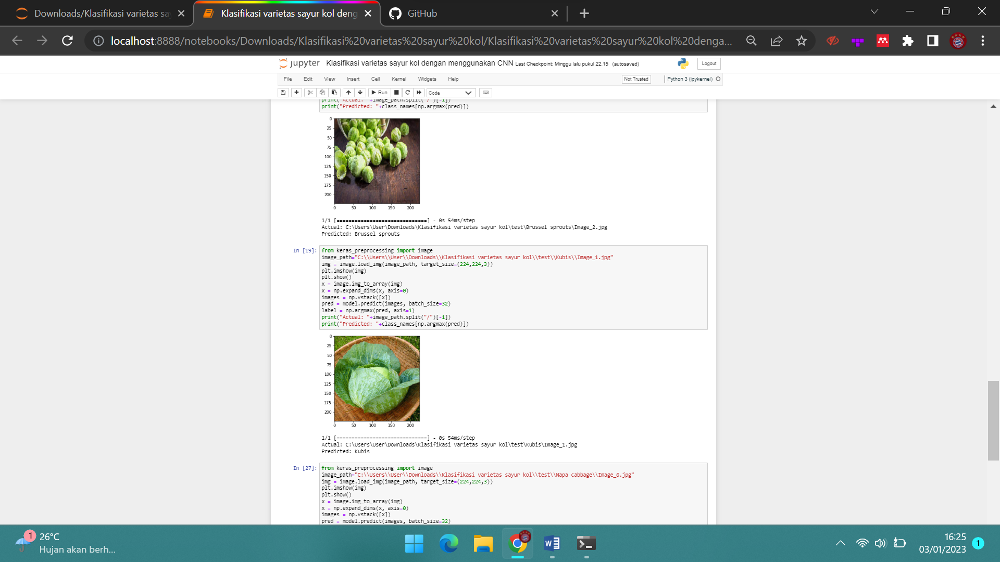 Downloads/Klasifikasi varietas sa
Klasifikasi varietas sayur kol deng
GitHub
localhost:8888/notebooks/Downloads/Klasifikasi%20varietas%20sayur%20kol/Klasifikasi%20varietas%20sayur%20kol%20denga...
jupyter Klasifikasi varietas sayur kol dengan menggunakan CNN Last Checkpoint: Minggu lalu pukul 22.15 (autosaved)
Logout
File Edit View Insert Cell Kernel Widgets Help
Not Trusted
Python 3 (ipykernel)
Run
Code
print("Actual: "+image_path.split("/")[-1])
print("Predicted: "+class_names[np.argmax(pred)])
0
25
50
75
100
125
150
175
200
0 50 100 150 200
1/1 [==============================] - 0s 54ms/step
Actual: C:\Users\User\Downloads\Klasifikasi varietas sayur kol\test\Brussel sprouts\Image_2.jpg
Predicted: Brussel sprouts
In [19]: from keras_preprocessing import image
image_path="C:\\Users\\User\\Downloads\\Klasifikasi varietas sayur kol\\test\\Kubis\\Image_1.jpg"
img = image.load_img(image_path, target_size=(224,224,3))
plt.imshow(img)
plt.show()
x = image.img_to_array(img)
x = np.expand_dims(x, axis=0)
images = np.vstack([x])
pred = model.predict(images, batch_size=32)
label = np.argmax(pred, axis=1)
print("Actual: "+image_path.split("/")[-1])
print("Predicted: "+class_names[np.argmax(pred)])
0
25
50
75
100
125
150
175
200
0 50 100 150 200
1/1 [==============================] - 0s 54ms/step
Actual: C:\Users\User\Downloads\Klasifikasi varietas sayur kol\test\Kubis\Image_1.jpg
Predicted: Kubis
In [27]: from keras_preprocessing import image
image_path="C:\\Users\\User\\Downloads\\Klasifikasi varietas sayur kol\\test\\Napa cabbage\\Image_6.jpg"
img = image.load_img(image_path, target_size=(224,224,3))
plt.imshow(img)
plt.show()
x = image.img_to_array(img)
x = np.expand_dims(x, axis=0)
images = np.vstack([x])
pred = model.predict(images, batch_size=32)
1
26°C
Hujan akan berh...
16:25
03/01/2023
1